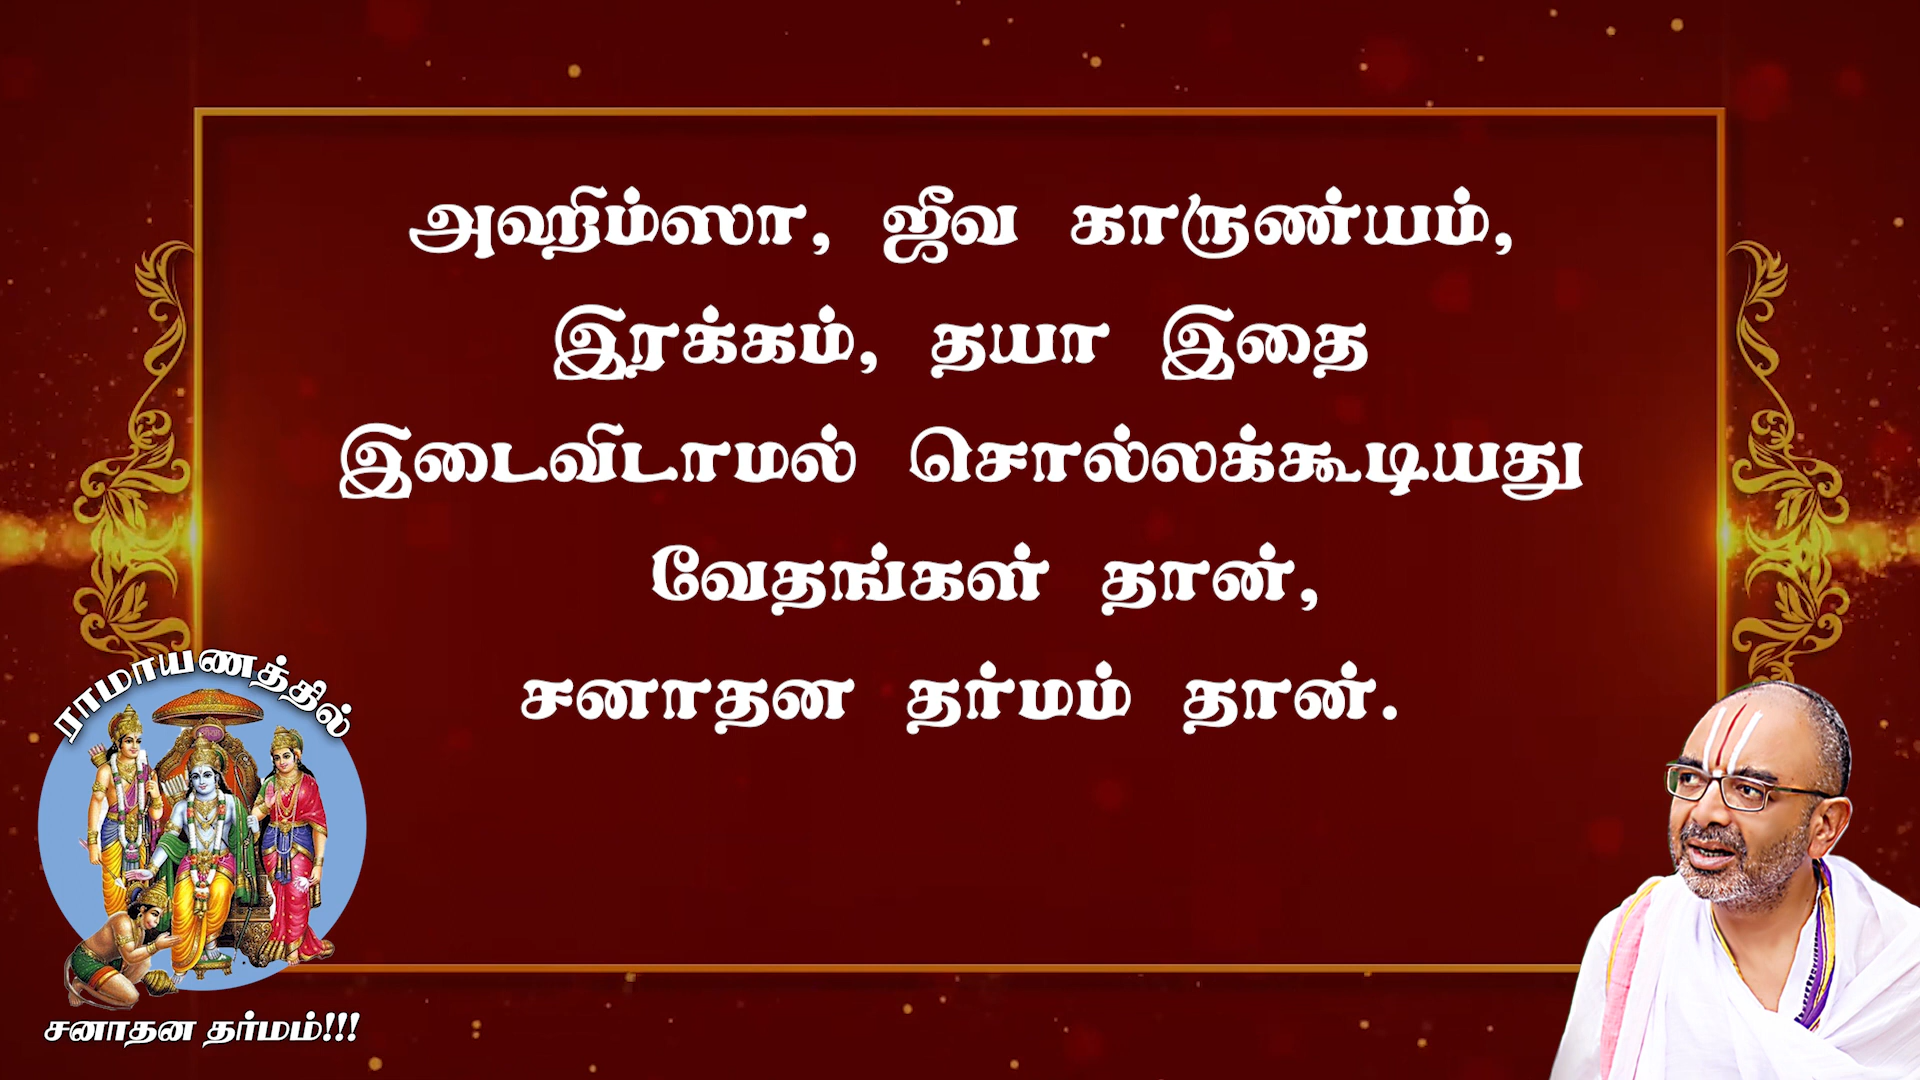 அஹிம்ஸா, ஜீவ காருண்யம்,
இரக்கம், தயா இதை
இடைவிடாமல் சொல்லக்கூடியது
வேதங்கள் தான்,
சனாதன தர்மம் தான்.
ராமாயணத்தில்
சனாதன தர்மம்!!!